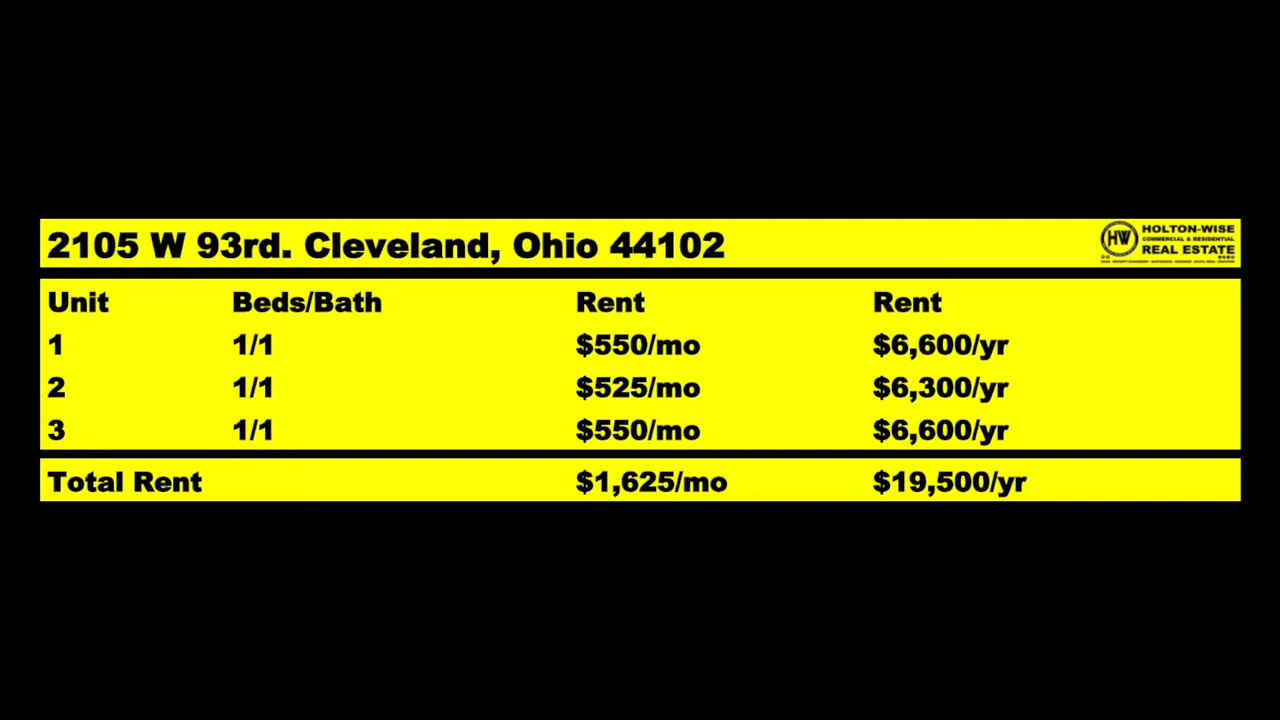 2105 W 93rd. Cleveland, Ohio 44102
HOLTON-WISE
COMMERCIAL & RESIDENTIAL
REAL ESTATE
HW
Unit Beds/Bath Rent Rent
1 1/1 $550/mo $6,600/yr
2 1/1 $525/mo $6,300/yr
3 1/1 $550/mo $6,600/yr
Total Rent $1,625/mo $19,500/yr